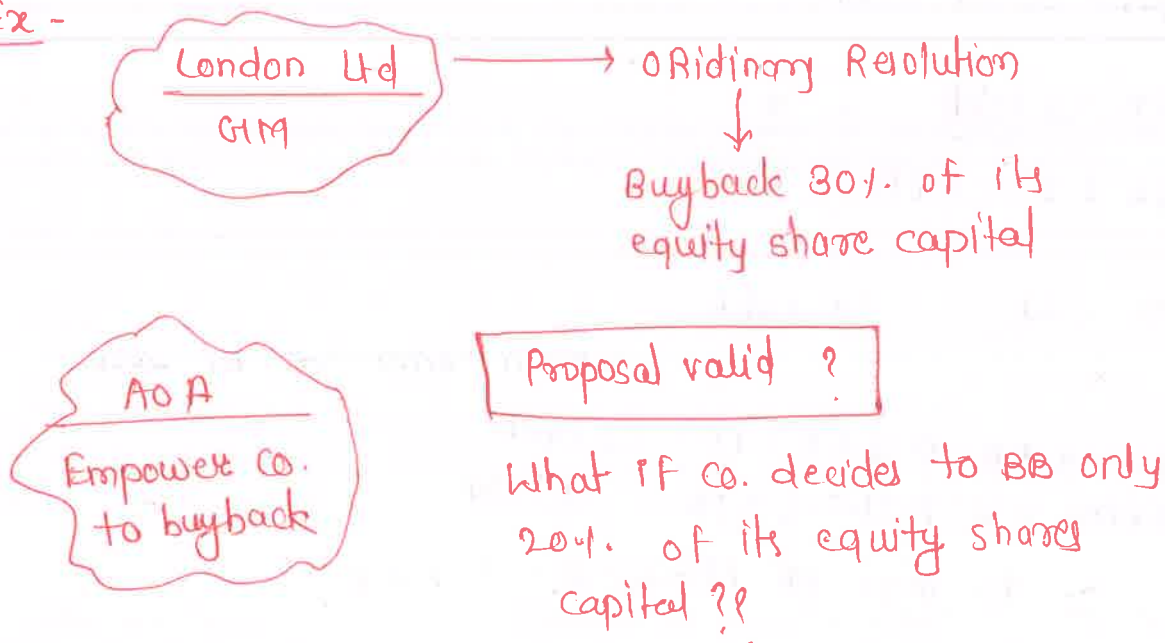 Ex -
London Ltd
GM
ORidinary Resolution
Buyback 30%. of its
equity share capital
AOA
Empower Co.
to buyback
Proposal valid ?
What if Co. decides to BB only
20%. of its equity shares
capital ??